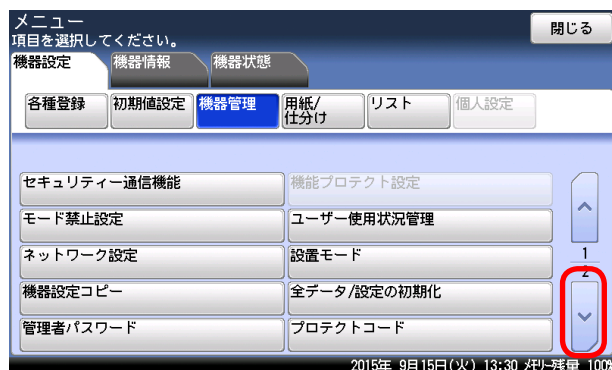 メニュー
項目を選択してください。
閉じる
機器設定 機器情報 機器状態
各種登録 初期値設定 機器管理 用紙/ リスト 個人設定
仕分け
セキュリティー通信機能 機能プロテクト設定
モード禁止設定 ユーザー使用状況管理
ネットワーク設定 設置モード
1
2
機器設定コピー 全データ/設定の初期化
管理者パスワード プロテクトコード
2015年 9月15日(火) 13:30 メモリー残量 100%